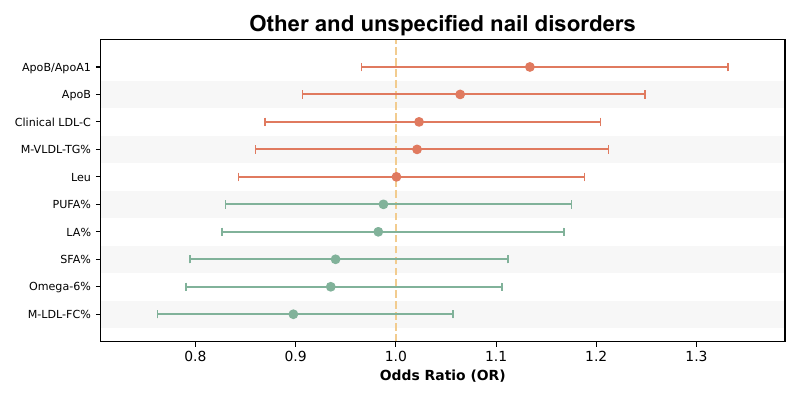 Other and unspecified nail disorders
ApoB/ApoA1
ApoB
Clinical LDL-C
M-VLDL-TG%
Leu
PUFA%
LA%
SFA%
Omega-6%
M-LDL-FC%
0.8 0.9 1.0 1.1 1.2 1.3
Odds Ratio (OR)